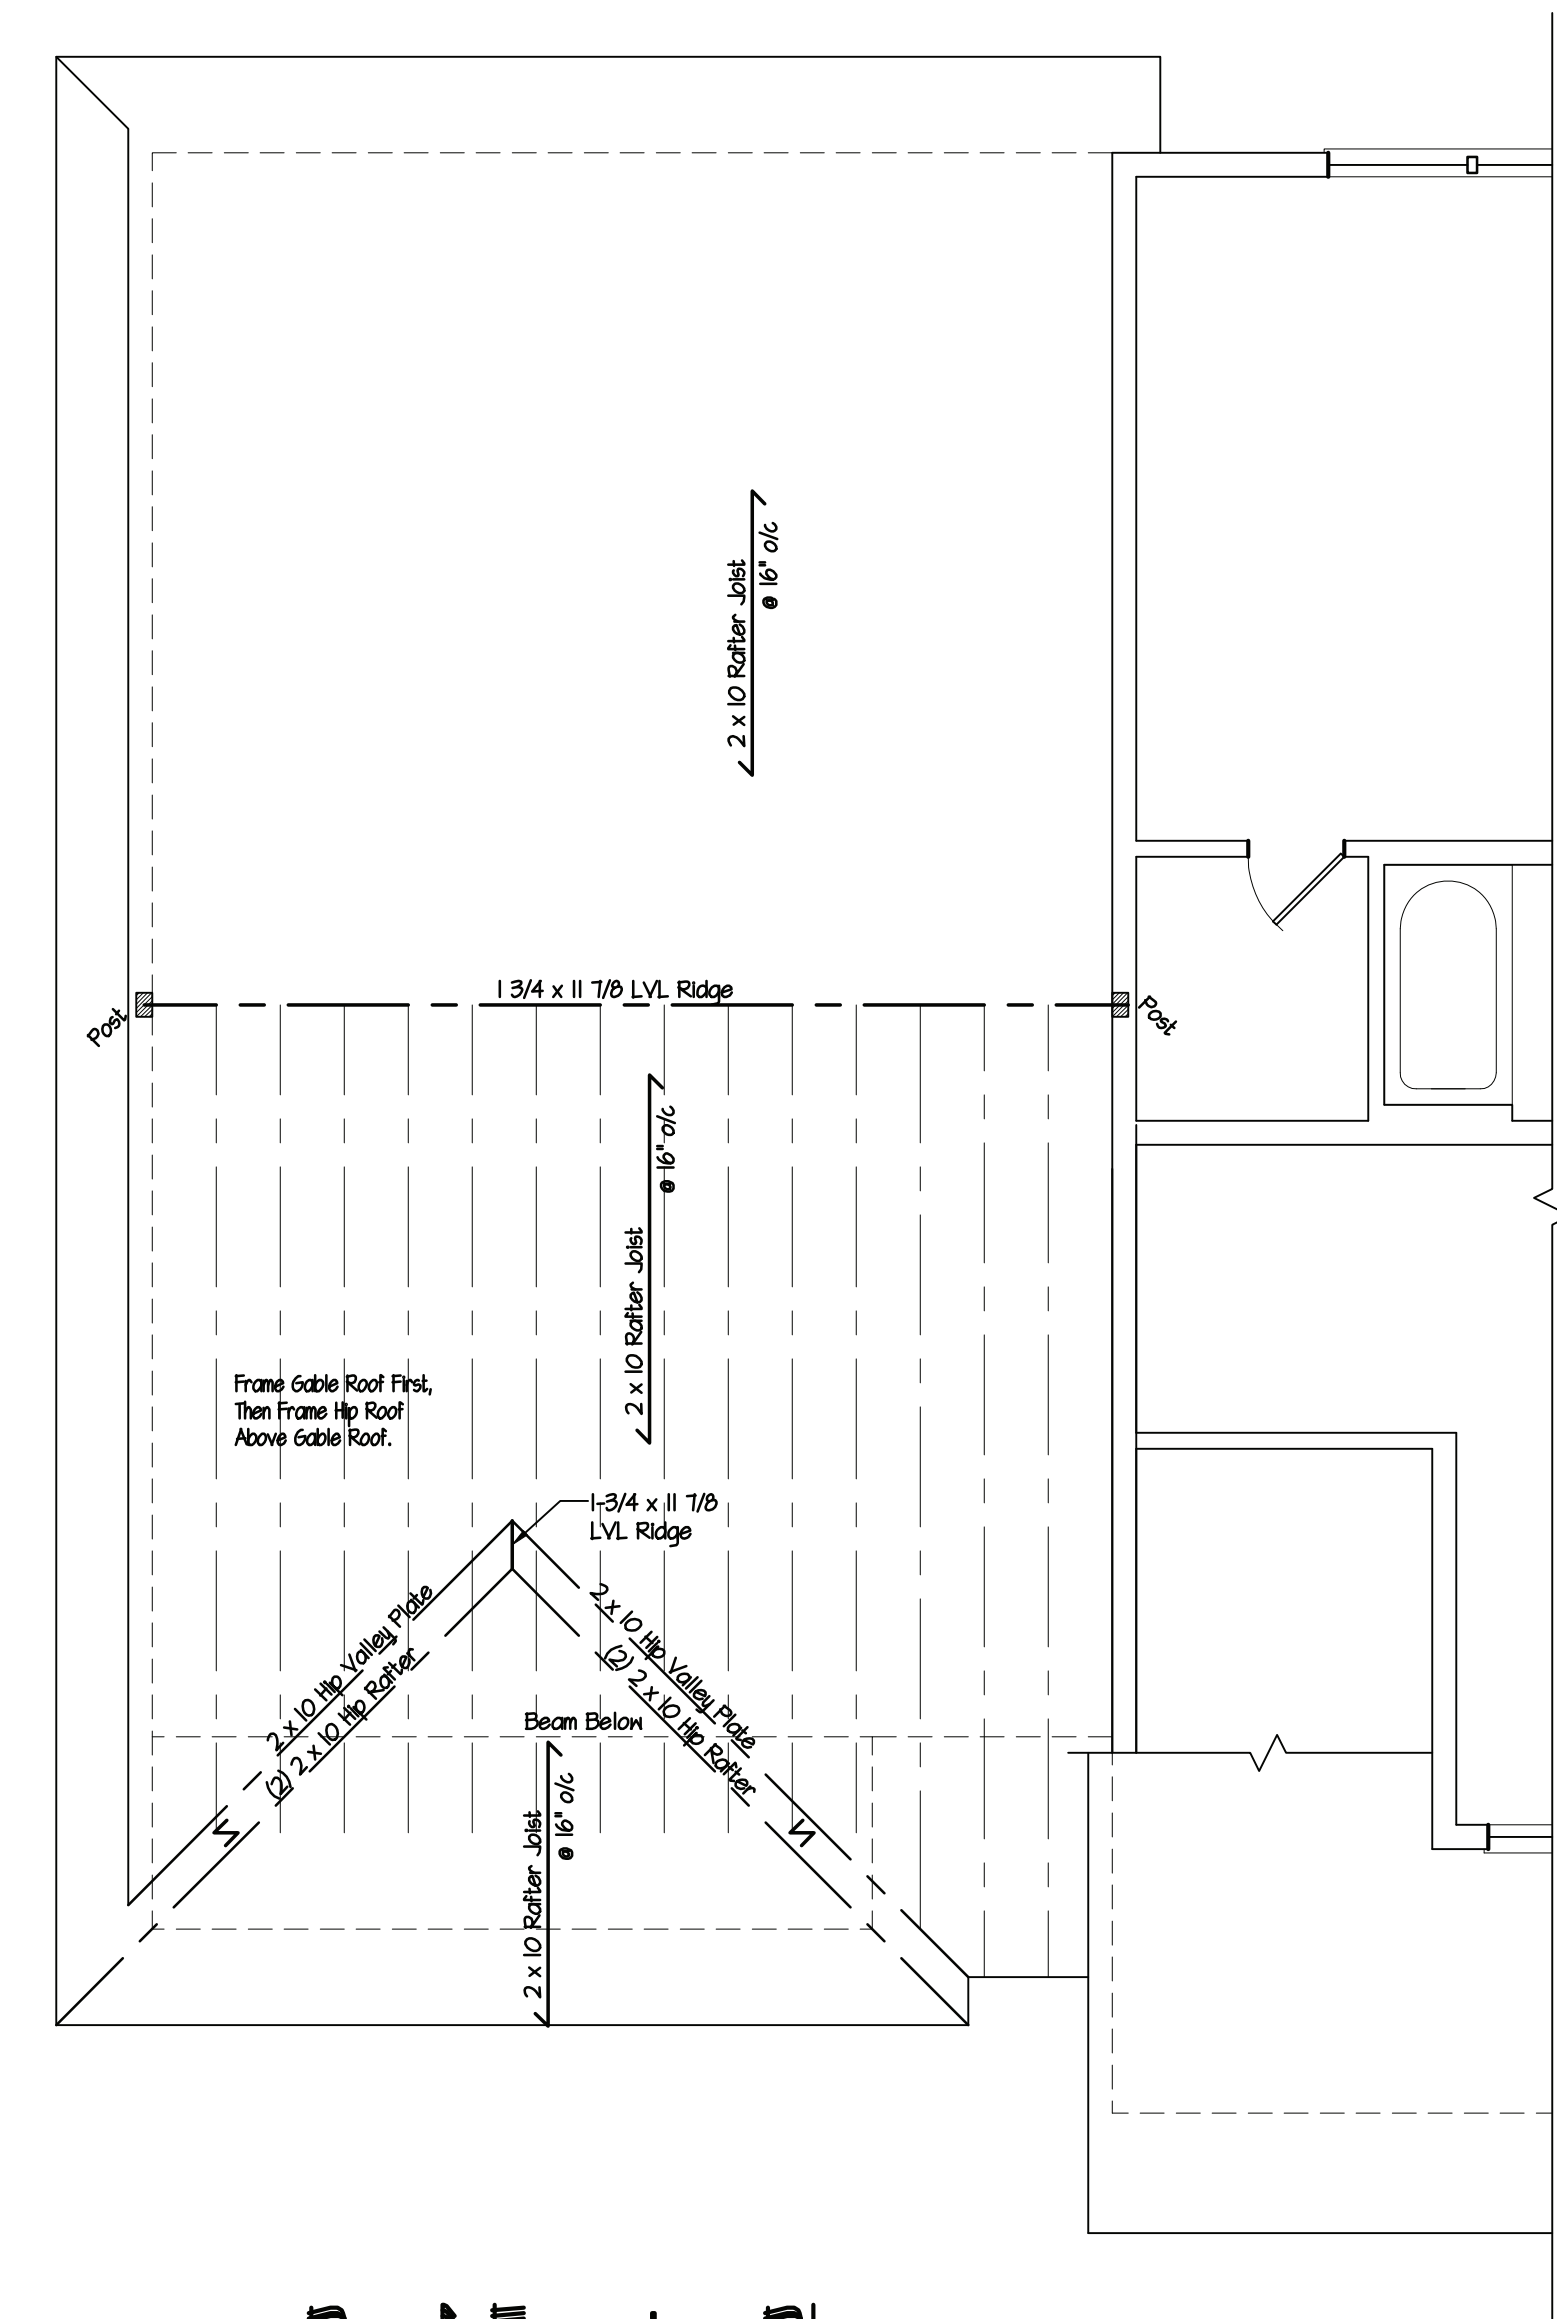 2 x 10 Rafter Joist
@ 16" o/c
1 3/4 x 11 7/8 LVL Ridge
Post
Post
2 x 10 Rafter Joist
@ 16" o/c
Frame Gable Roof First,
Then Frame Hip Roof
Above Gable Roof.
1-3/4 x 11 7/8
LVL Ridge
2 x 10 Hip Valley Plate
(2) 2 x 10 Hip Rafter
2 x 10 Hip Valley Plate
(2) 2 x 10 Hip Rafter
Beam Below
2 x 10 Rafter Joist
@ 16" o/c